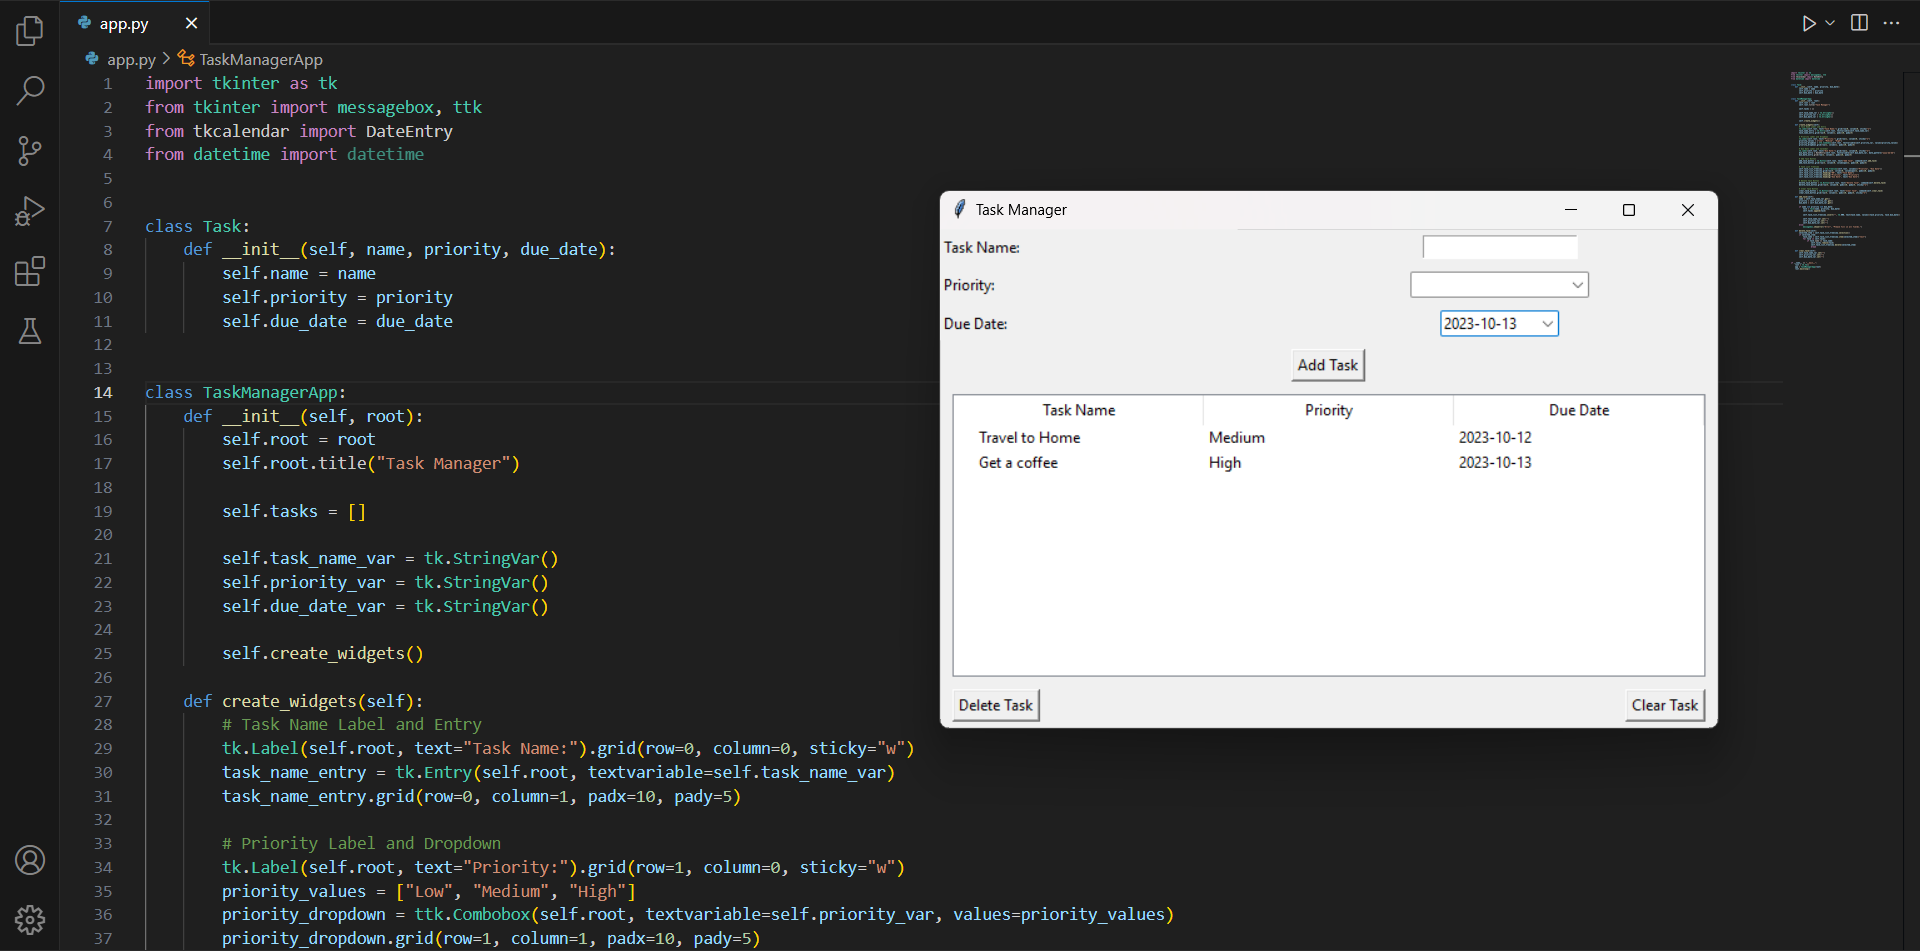 app.py
app.py > TaskManagerApp
1 import tkinter as tk
2 from tkinter import messagebox, ttk
3 from tkcalendar import DateEntry
4 from datetime import datetime
5
6
7 class Task:
8     def __init__(self, name, priority, due_date):
9         self.name = name
10         self.priority = priority
11         self.due_date = due_date
12
13
14 class TaskManagerApp:
15     def __init__(self, root):
16         self.root = root
17         self.root.title("Task Manager")
18
19         self.tasks = []
20
21         self.task_name_var = tk.StringVar()
22         self.priority_var = tk.StringVar()
23         self.due_date_var = tk.StringVar()
24
25         self.create_widgets()
26
27     def create_widgets(self):
28         # Task Name Label and Entry
29         tk.Label(self.root, text="Task Name:").grid(row=0, column=0, sticky="w")
30         task_name_entry = tk.Entry(self.root, textvariable=self.task_name_var)
31         task_name_entry.grid(row=0, column=1, padx=10, pady=5)
32
33         # Priority Label and Dropdown
34         tk.Label(self.root, text="Priority:").grid(row=1, column=0, sticky="w")
35         priority_values = ["Low", "Medium", "High"]
36         priority_dropdown = ttk.Combobox(self.root, textvariable=self.priority_var, values=priority_values)
37         priority_dropdown.grid(row=1, column=1, padx=10, pady=5)
Task Manager
Task Name:
Priority:
Due Date: 2023-10-13
Add Task
Task Name Priority Due Date
Travel to Home Medium 2023-10-12
Get a coffee High 2023-10-13
Delete Task Clear Task